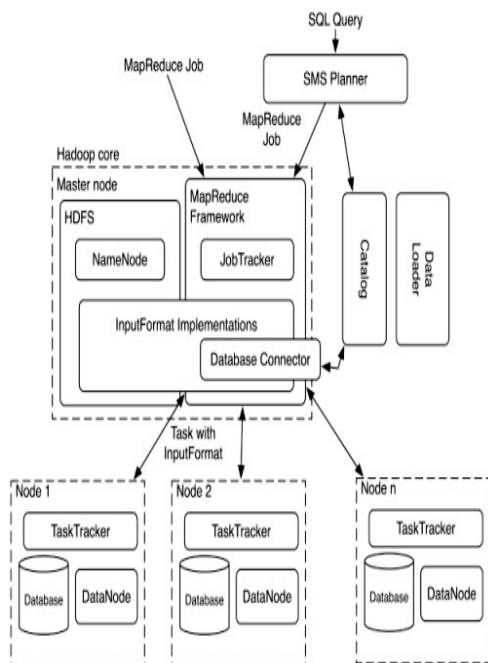 SQL Query
SMS Planner
MapReduce Job
MapReduce
Job
Hadoop core
Master node
HDFS
MapReduce
Framework
NameNode
JobTracker
Catalog
Data
Loader
InputFormat Implementations
Database Connector
Task with
InputFormat
Node 1
Node 2
Node n
TaskTracker
TaskTracker
TaskTracker
Database
DataNode
Database
DataNode
Database
DataNode